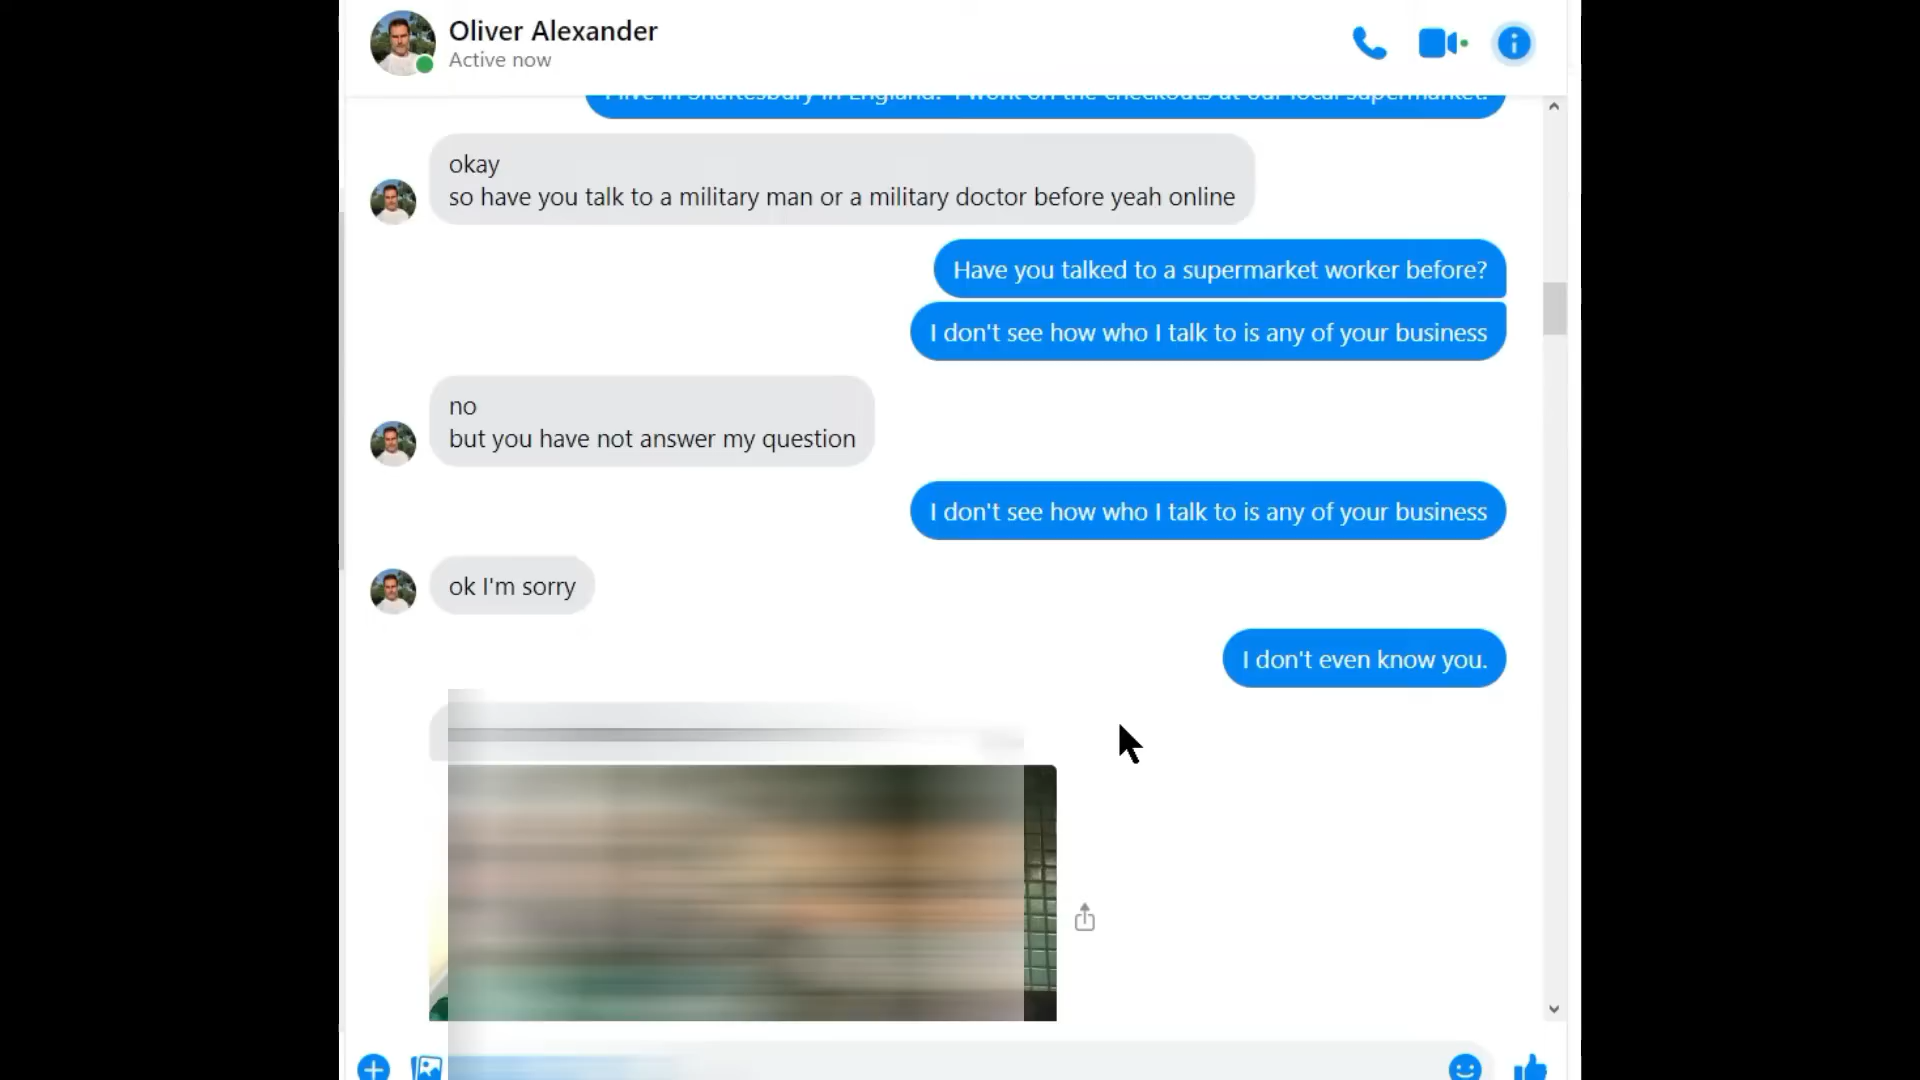 Oliver Alexander
Active now
I live in Shaftesbury in England. I work on the checkouts at our local supermarket.
okay
so have you talk to a military man or a military doctor before yeah online
Have you talked to a supermarket worker before?
I don't see how who I talk to is any of your business
no
but you have not answer my question
I don't see how who I talk to is any of your business
ok I'm sorry
I don't even know you.